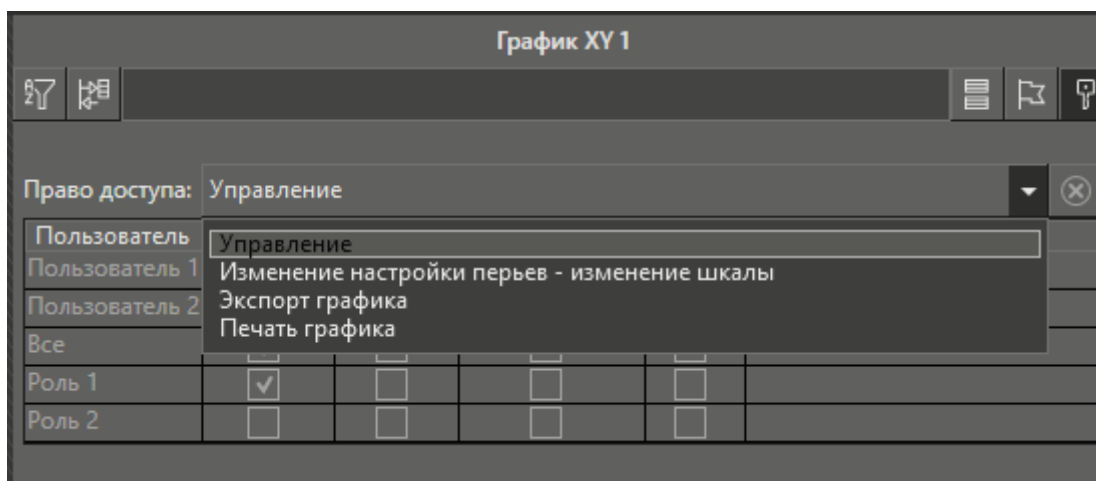 График XY 1
Право доступа: Управление
Пользователь
Управление
Пользователь 1
Изменение настройки перьев - изменение шкалы
Пользователь 2
Экспорт графика
Печать графика
Все
Роль 1
Роль 2